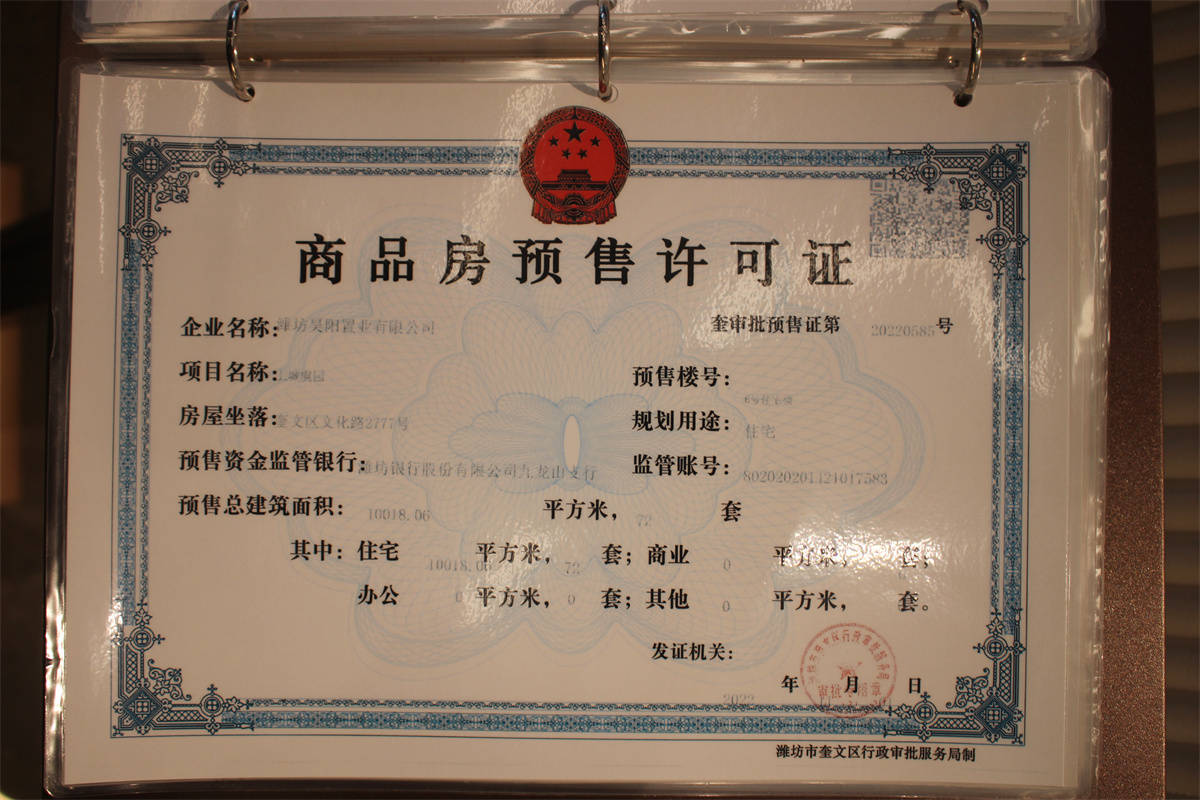 商品房预售许可证
企业名称：潍坊昊阳置业有限公司 奎审批预售证第 20220585 号
项目名称：
预售楼号：6号住宅楼
房屋坐落：奎文区文化路2777号
规划用途：住宅
预售资金监管银行：潍坊银行股份有限公司九龙山支行
监管账号：802020201421017583
预售总建筑面积： 10018.06 平方米， 72 套
其中：住宅 10018.06 平方米， 72 套；商业 0 平方米， 套；
办公 0 平方米， 0 套；其他 0 平方米， 套。
发证机关：
2022 年 月 日
潍坊市奎文区行政审批服务局制